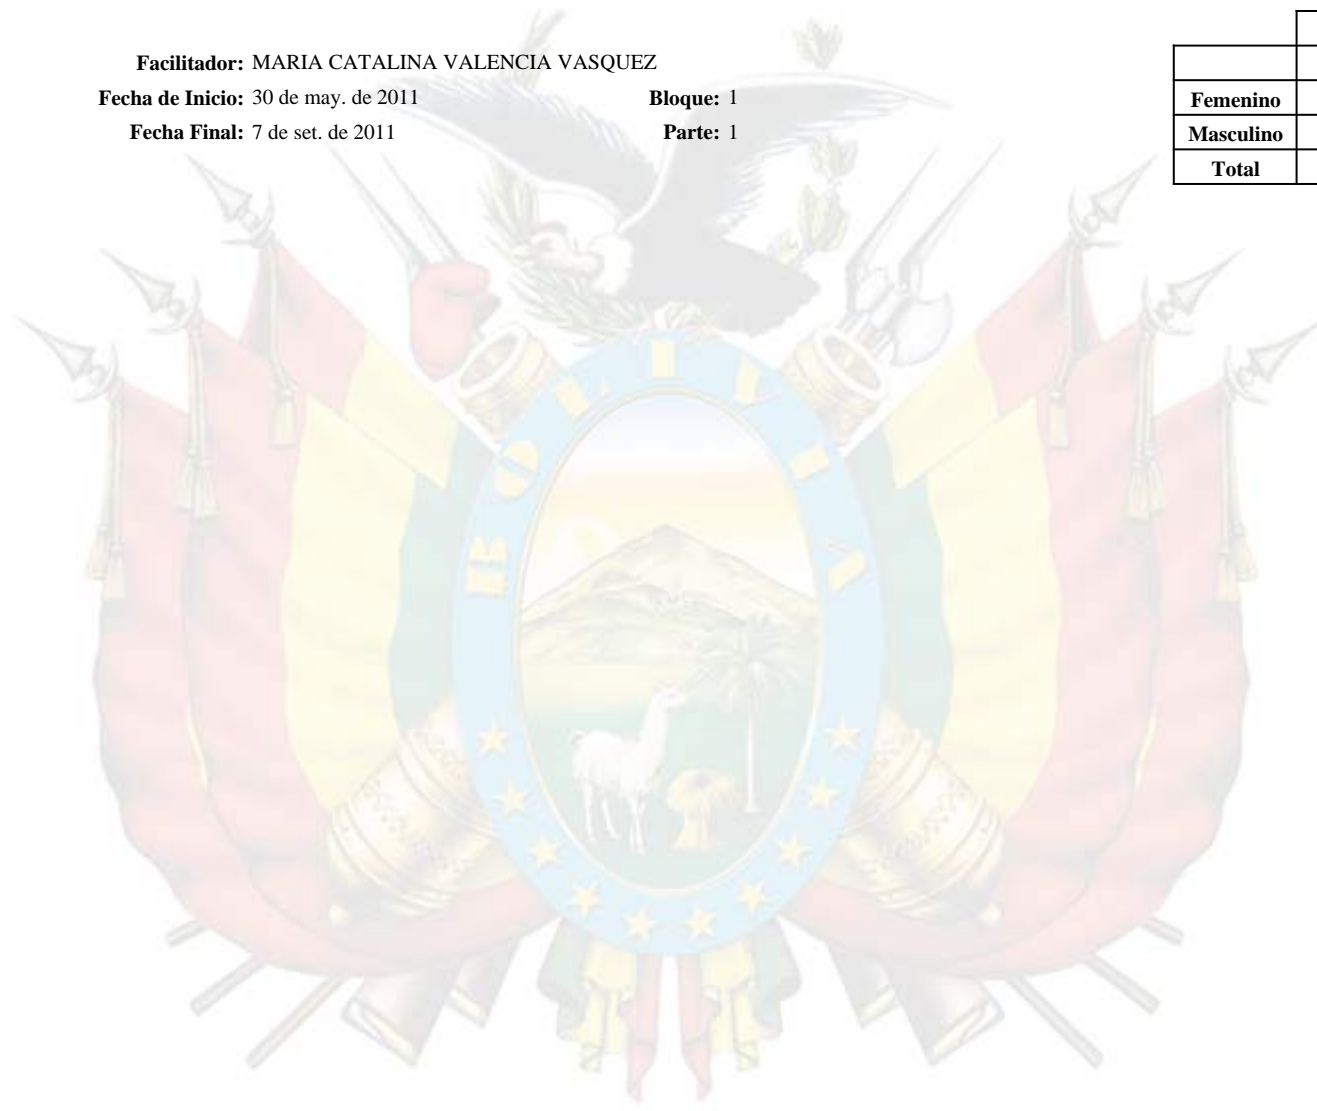 Facilitador: MARIA CATALINA VALENCIA VASQUEZ
Fecha de Inicio: 30 de may. de 2011 Bloque: 1
Fecha Final: 7 de set. de 2011 Parte: 1
Femenino
Masculino
Total
BOLIVIA